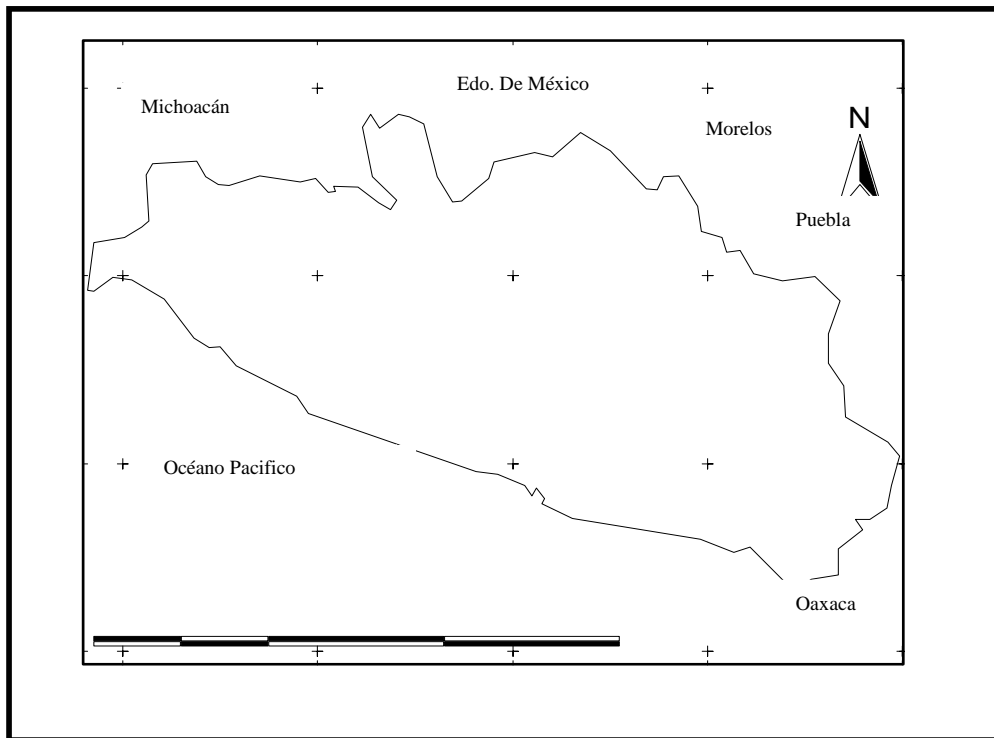 Edo. De México
Michoacán
Morelos
N
Puebla
Océano Pacifico
Oaxaca